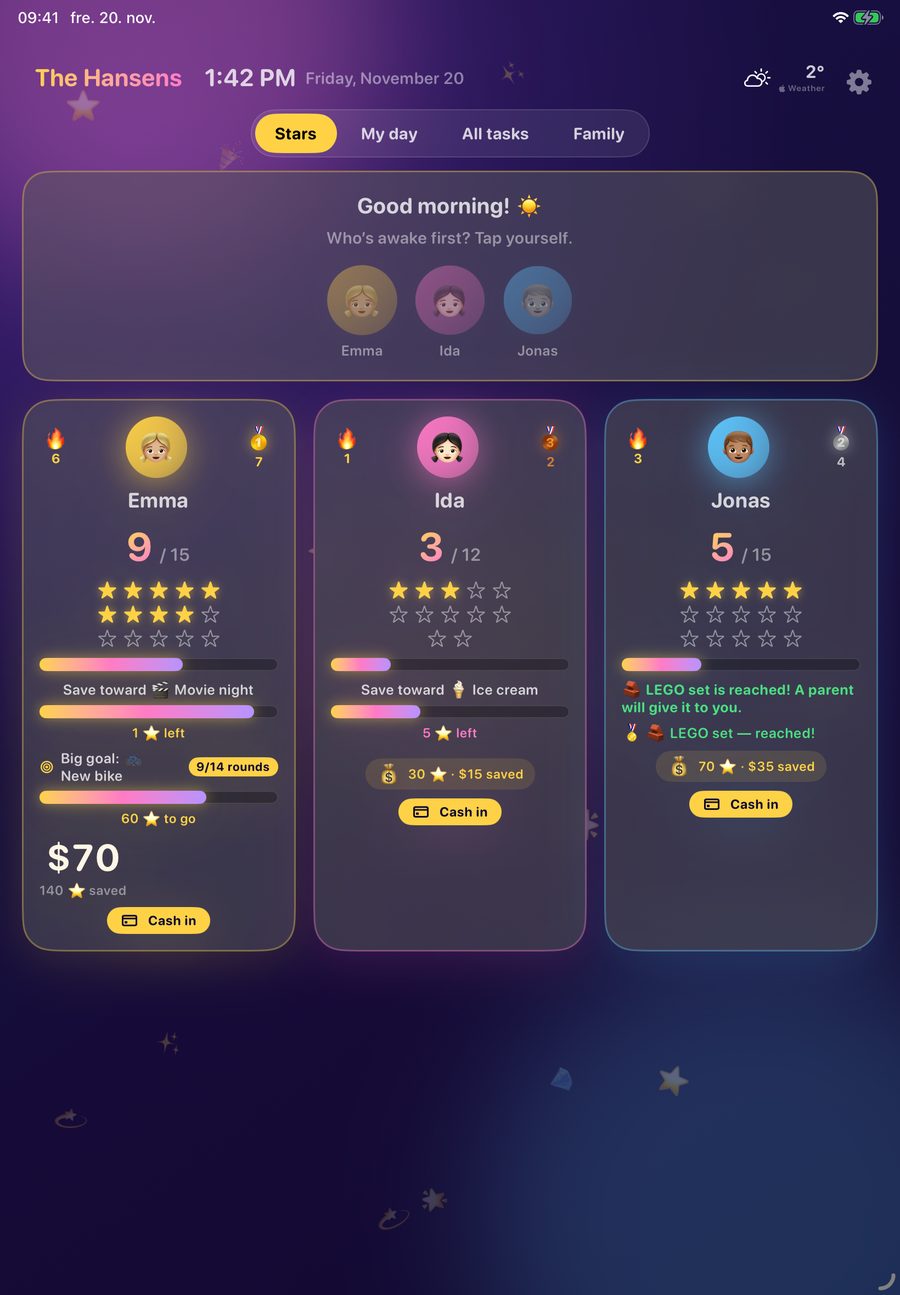 09:41 fre. 20. nov.
The Hansens 1:42 PM Friday, November 20
2°
Weather
Stars My day All tasks Family
Good morning! ☀️
Who's awake first? Tap yourself.
Emma Ida Jonas
6 1 7
Emma
9 / 15
Save toward 🎬 Movie night
1 ⭐ left
Big goal: 🚲
New bike
9/14 rounds
60 ⭐ to go
$70
140 ⭐ saved
Cash in
1 3 2
Ida
3 / 12
Save toward 🍦 Ice cream
5 ⭐ left
30 ⭐ · $15 saved
Cash in
3 2 4
Jonas
5 / 15
🧱 LEGO set is reached! A parent
will give it to you.
🏅 🧱 LEGO set — reached!
70 ⭐ · $35 saved
Cash in